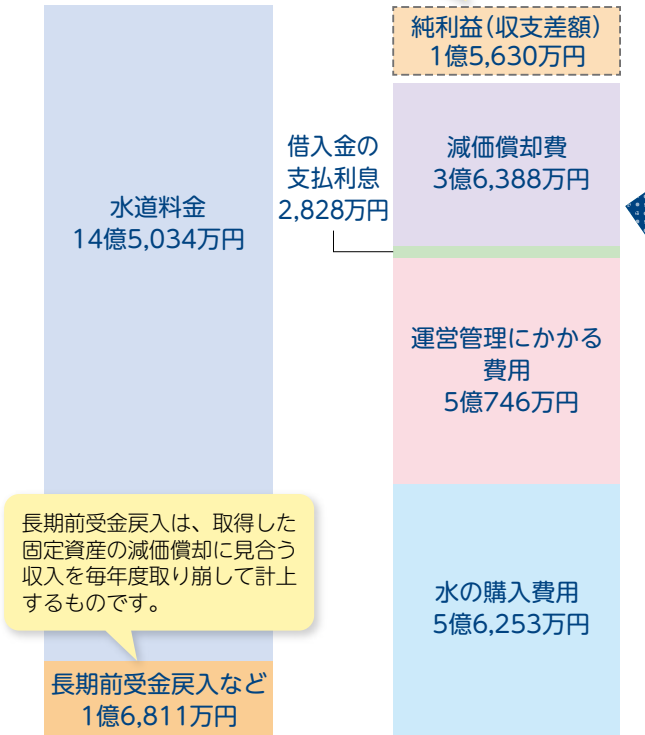 純利益(収支差額)
1億5,630万円
借入金の
支払利息
2,828万円
減価償却費
3億6,388万円
水道料金
14億5,034万円
運営管理にかかる
費用
5億746万円
長期前受金戻入は、取得した
固定資産の減価償却に見合う
収入を毎年度取り崩して計上
するものです。
水の購入費用
5億6,253万円
長期前受金戻入など
1億6,811万円